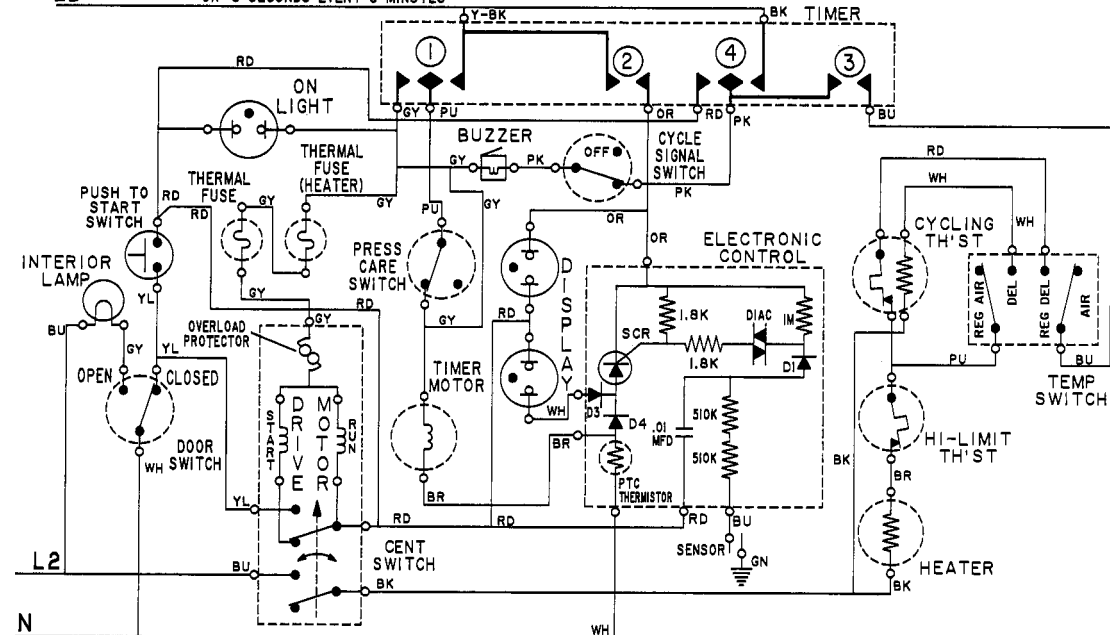 Y-BK
BK
TIMER
1
2
4
3
RD
ON
LIGHT
GY
PU
OR
RD
PK
BU
BUZZER
GY
PK
OFF
CYCLE
SIGNAL
SWITCH
PK
THERMAL
FUSE
(HEATER)
THERMAL
FUSE
GY
GY
RD
RD
PUSH TO
START
SWITCH
PU
GY
OR
OR
RD
WH
WH
CYCLING
TH'ST
PRESS
CARE
SWITCH
DISPLAY
ELECTRONIC
CONTROL
INTERIOR
LAMP
BU
GY
YL
GY
RD
GY
RD
OVERLOAD
PROTECTOR
SCR
1.8K
DIAC
1M
1.8K
D1
REG AIR
DEL
REG DEL
AIR
PU
BU
TEMP
SWITCH
OPEN
YL
CLOSED
TIMER
MOTOR
DRIVE
MOTOR
START
RUN
WH
D3
D4
BR
.01
MFD
510K
510K
PTC
THERMISTOR
DOOR
SWITCH
WH
HI-LIMIT
TH'ST
BK
BR
YL
BR
RD
RD
RD
BU
CENT
SWITCH
SENSOR
GN
HEATER
L2
BU
BK
BK
N
WH